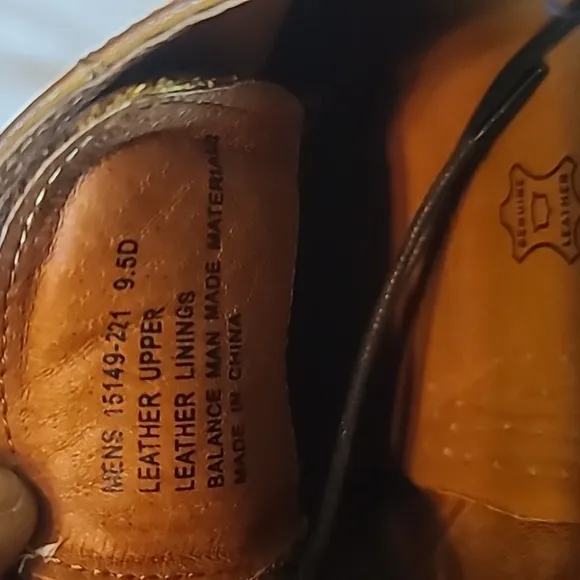 MENS 15149-221 9.5D
LEATHER UPPER
LEATHER LININGS
BALANCE MAN MADE MATERIALS
MADE IN CHINA
GENUINE
LEATHER